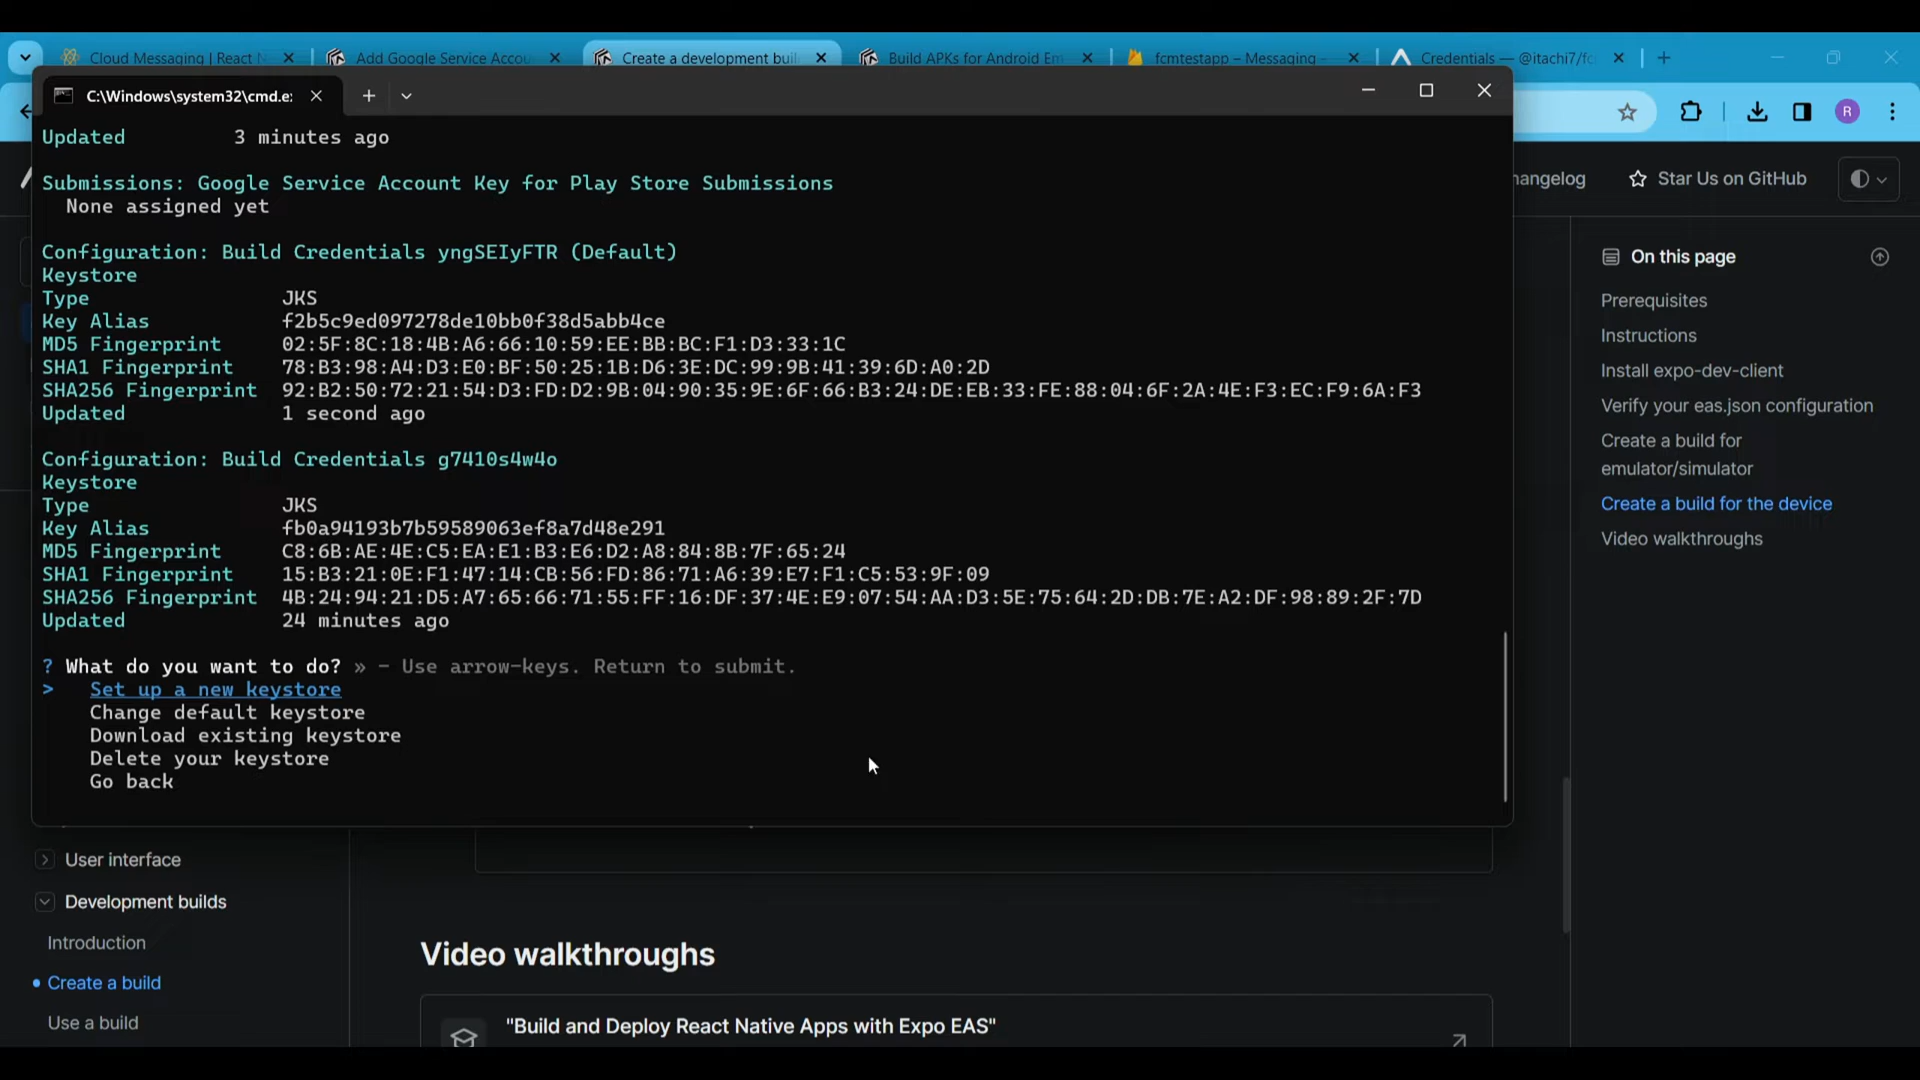 Cloud Messaging | React N
Add Google Service Accou
Create a development buil
Build APKs for Android Em
fcmtestapp – Messaging -
Credentials — @itachi7/fc
C:\Windows\system32\cmd.e:
R
hangelog
Star Us on GitHub
Updated 3 minutes ago
Submissions: Google Service Account Key for Play Store Submissions
None assigned yet
Configuration: Build Credentials yngSEIyFTR (Default)
Keystore
Type JKS
Key Alias f2b5c9ed097278de10bb0f38d5abb4ce
MD5 Fingerprint 02:5F:8C:18:4B:A6:66:10:59:EE:BB:BC:F1:D3:33:1C
SHA1 Fingerprint 78:B3:98:A4:D3:E0:BF:50:25:1B:D6:3E:DC:99:9B:41:39:6D:A0:2D
SHA256 Fingerprint 92:B2:50:72:21:54:D3:FD:D2:9B:04:90:35:9E:6F:66:B3:24:DE:EB:33:FE:88:04:6F:2A:4E:F3:EC:F9:6A:F3
Updated 1 second ago
Configuration: Build Credentials g7410s4w4o
Keystore
Type JKS
Key Alias fb0a94193b7b59589063ef8a7d48e291
MD5 Fingerprint C8:6B:AE:4E:C5:EA:E1:B3:E6:D2:A8:84:8B:7F:65:24
SHA1 Fingerprint 15:B3:21:0E:F1:47:14:CB:56:FD:86:71:A6:39:E7:F1:C5:53:9F:09
SHA256 Fingerprint 4B:24:94:21:D5:A7:65:66:71:55:FF:16:DF:37:4E:E9:07:54:AA:D3:5E:75:64:2D:DB:7E:A2:DF:98:89:2F:7D
Updated 24 minutes ago
? What do you want to do? » - Use arrow-keys. Return to submit.
> Set up a new keystore
Change default keystore
Download existing keystore
Delete your keystore
Go back
On this page
Prerequisites
Instructions
Install expo-dev-client
Verify your eas.json configuration
Create a build for
emulator/simulator
Create a build for the device
Video walkthroughs
User interface
Development builds
Introduction
Create a build
Use a build
Video walkthroughs
"Build and Deploy React Native Apps with Expo EAS"